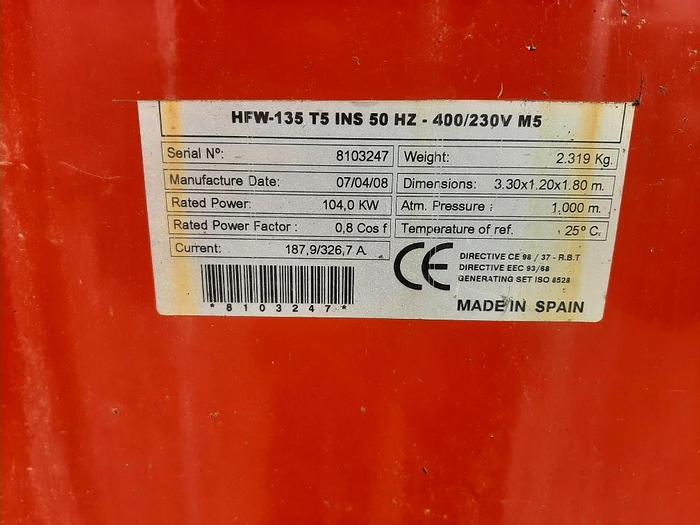 HFW-135 T5 INS 50 HZ - 400/230V M5
Serial Nº: 8103247 Weight: 2.319 Kg.
Manufacture Date: 07/04/08 Dimensions: 3.30x1.20x1.80 m.
Rated Power: 104,0 KW Atm. Pressure : 1,000 m.
Rated Power Factor : 0,8 Cos f Temperature of ref. 25º C.
Current: 187,9/326,7 A
CE
DIRECTIVE CE 98 / 37 - R.B.T
DIRECTIVE EEC 93/68
GENERATING SET ISO 8528
*8103247*
MADE IN SPAIN